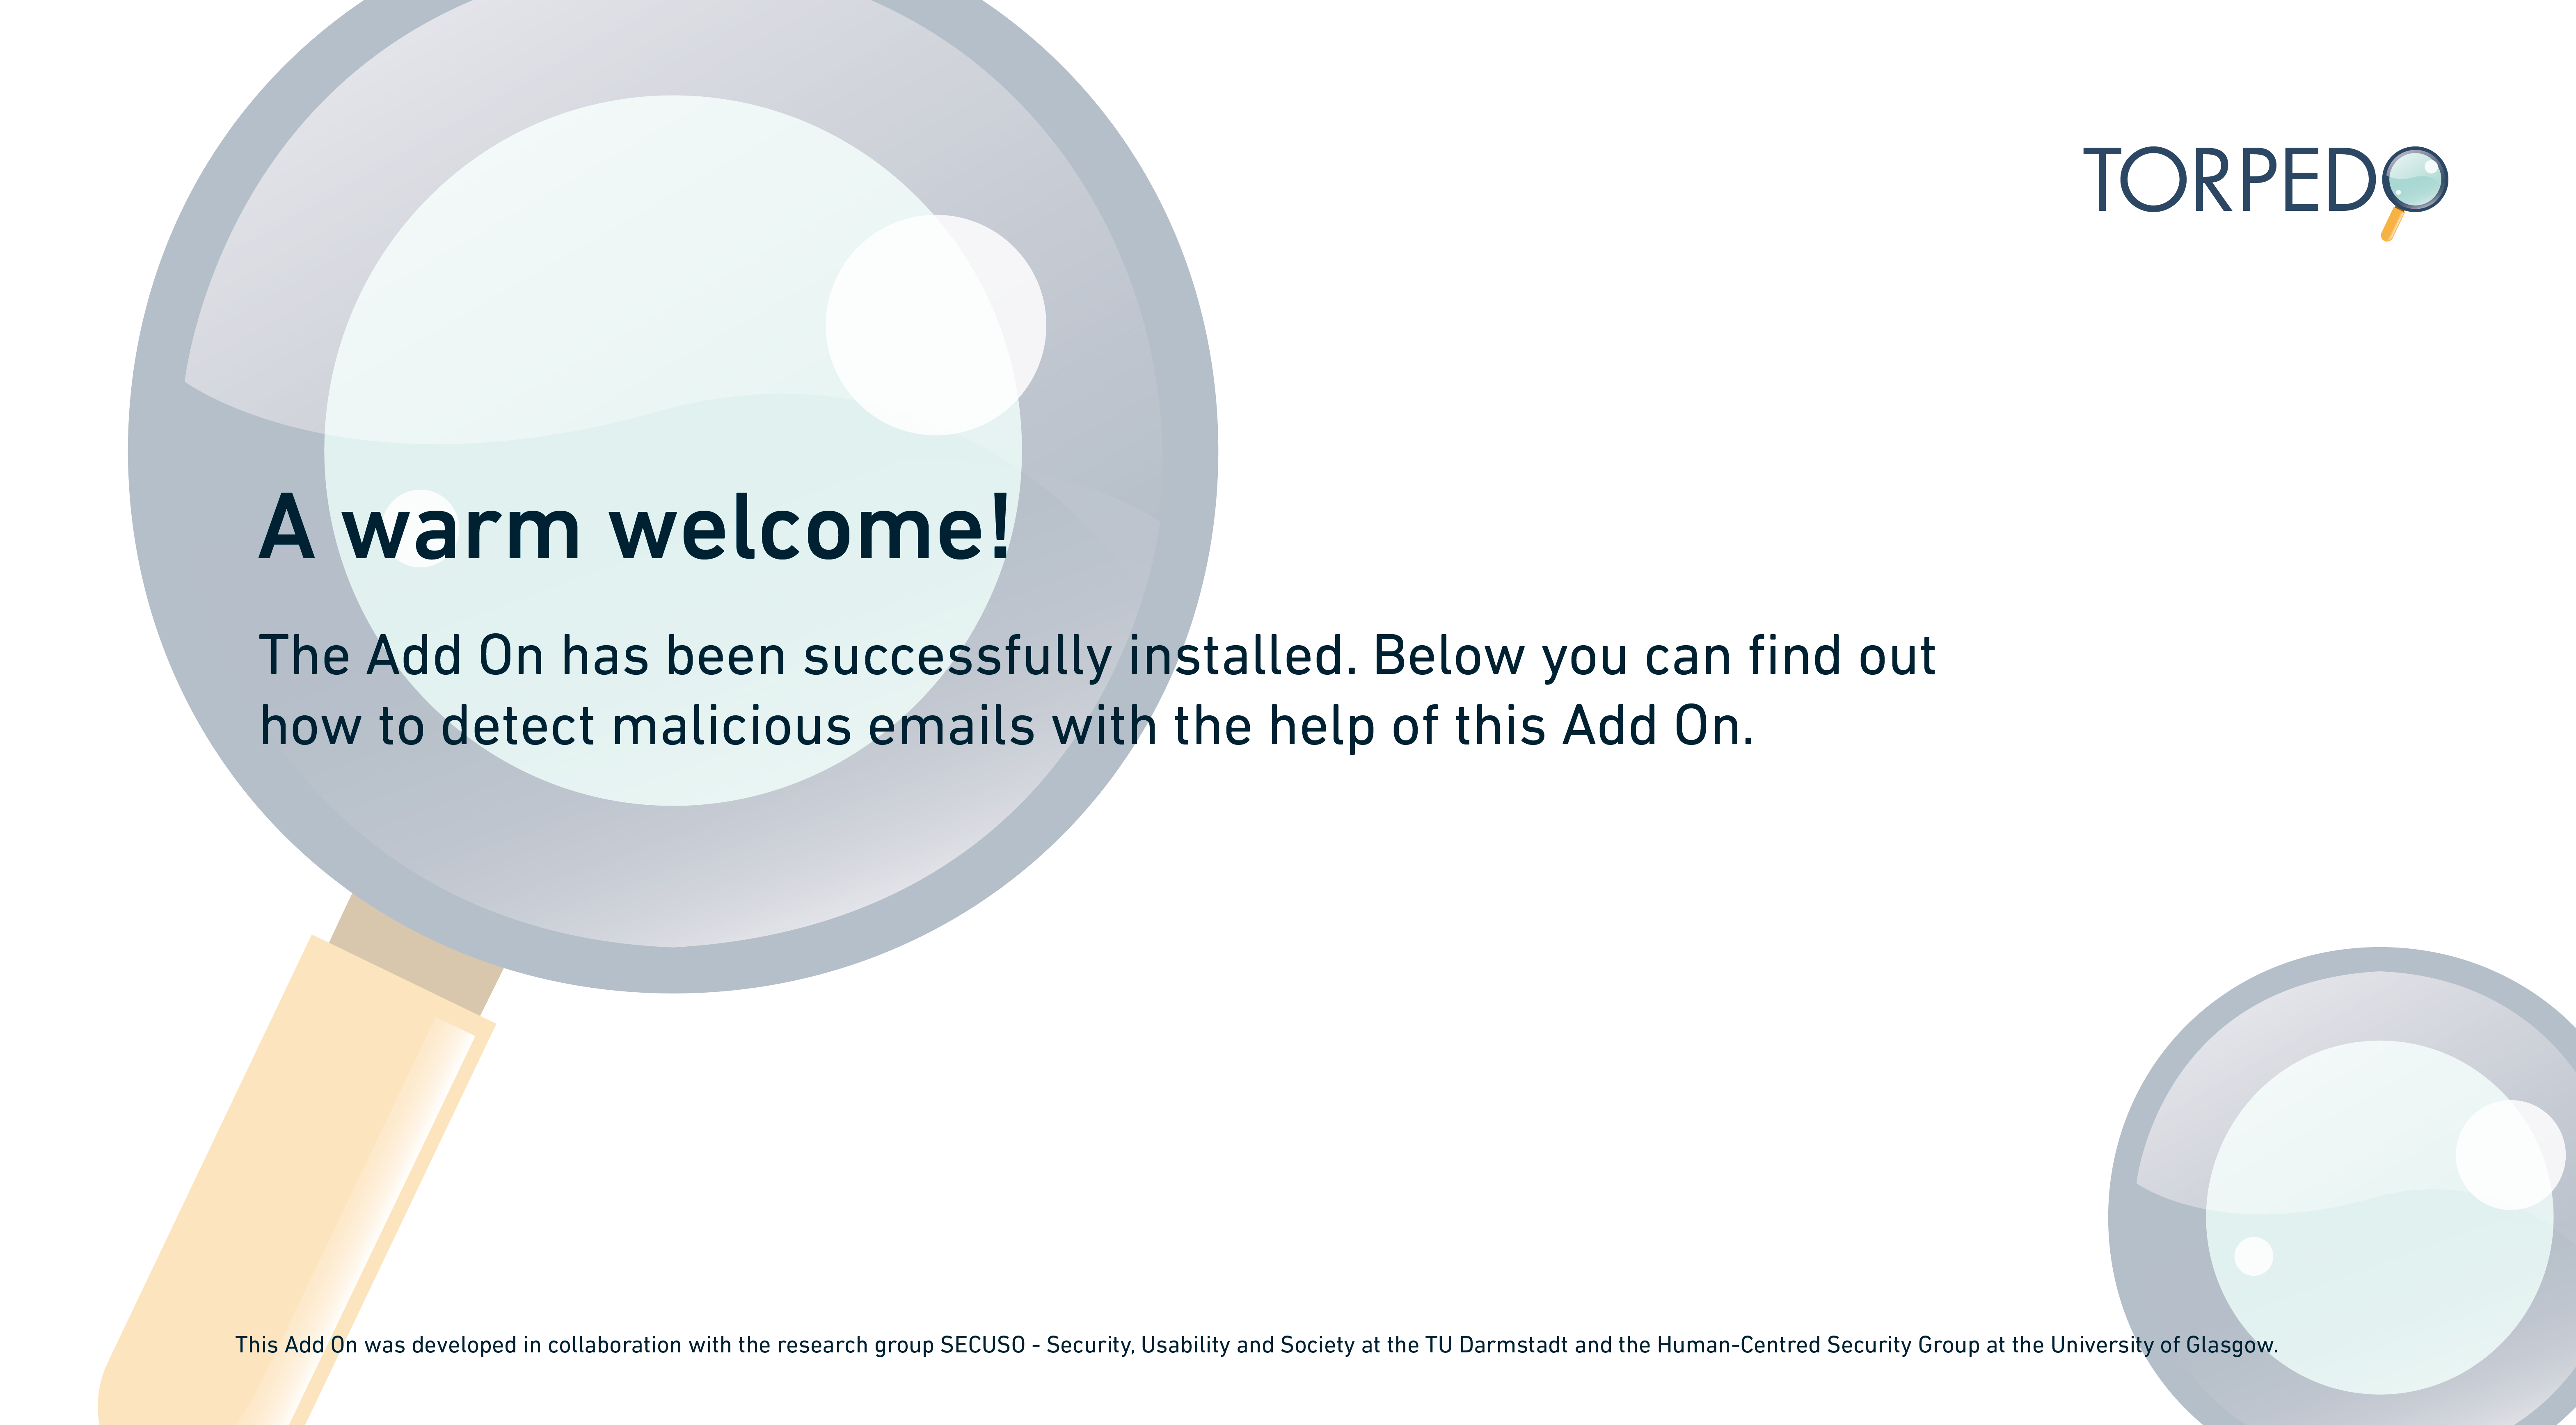 TORPEDO
A warm welcome!
The Add On has been successfully installed. Below you can find out
how to detect malicious emails with the help of this Add On.
This Add On was developed in collaboration with the research group SECUSO - Security, Usability and Society at the TU Darmstadt and the Human-Centred Security Group at the University of Glasgow.